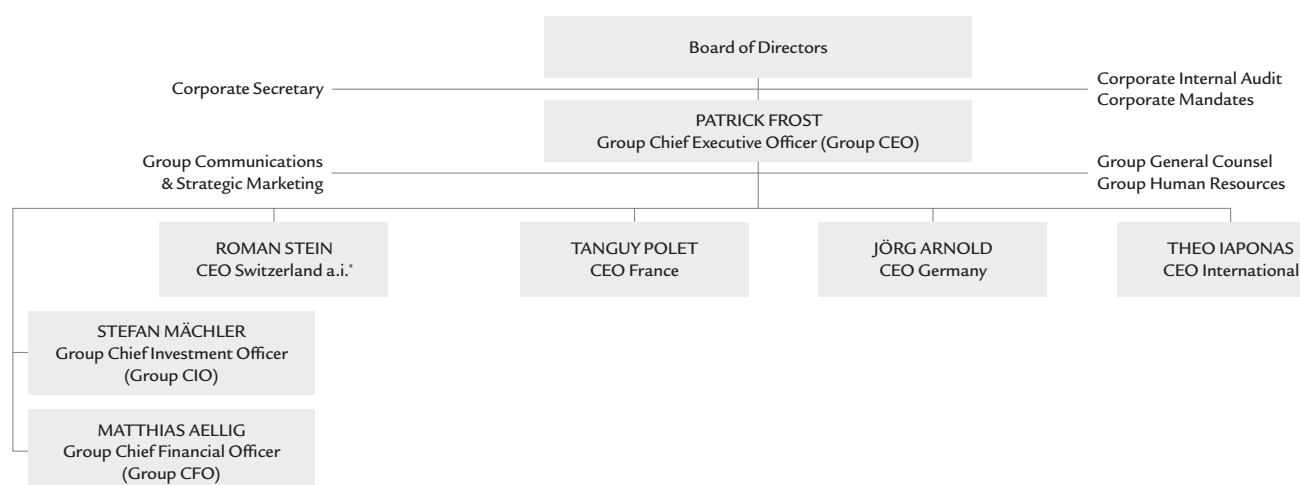 Board of Directors
Corporate Secretary
Corporate Internal Audit
Corporate Mandates
PATRICK FROST
Group Chief Executive Officer (Group CEO)
Group Communications
& Strategic Marketing
Group General Counsel
Group Human Resources
ROMAN STEIN
CEO Switzerland a.i.*
TANGUY POLET
CEO France
JÖRG ARNOLD
CEO Germany
THEO IAPONAS
CEO International
STEFAN MÄCHLER
Group Chief Investment Officer
(Group CIO)
MATTHIAS AELLIG
Group Chief Financial Officer
(Group CFO)